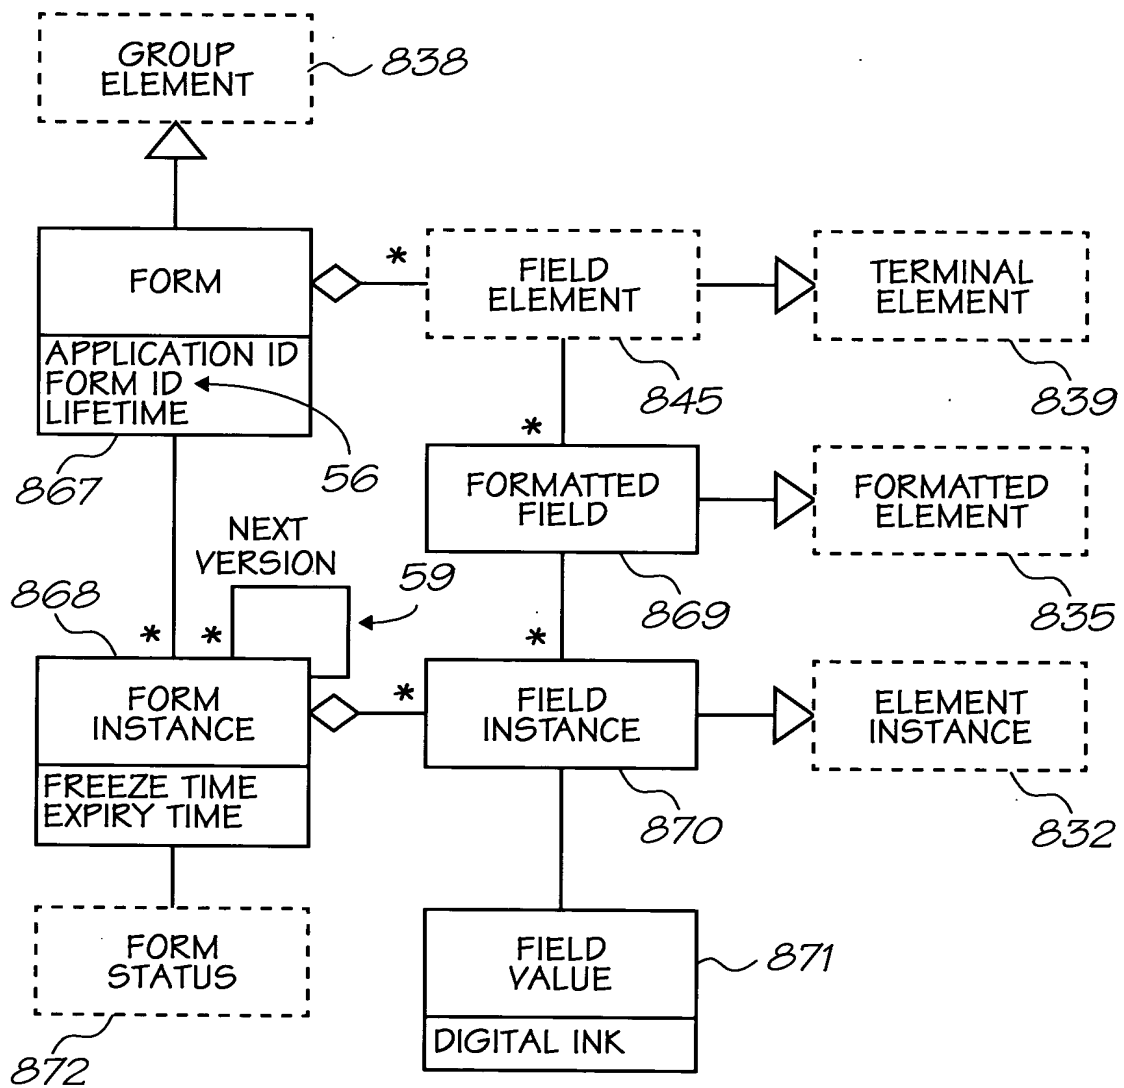 GROUP
ELEMENT
838
FORM
*
FIELD
ELEMENT
TERMINAL
ELEMENT
APPLICATION ID
FORM ID
LIFETIME
867
56
845
839
*
FORMATTED
FIELD
FORMATTED
ELEMENT
869
835
NEXT
VERSION
59
868
*
*
*
FORM
INSTANCE
*
FIELD
INSTANCE
ELEMENT
INSTANCE
FREEZE TIME
EXPIRY TIME
870
832
FORM
STATUS
872
FIELD
VALUE
871
DIGITAL INK